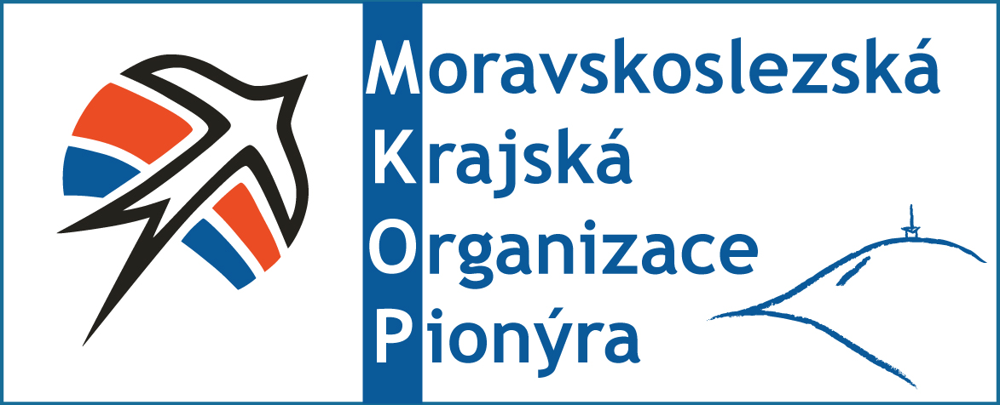 Moravskoslezská
Krajská
Organizace
Pionýra